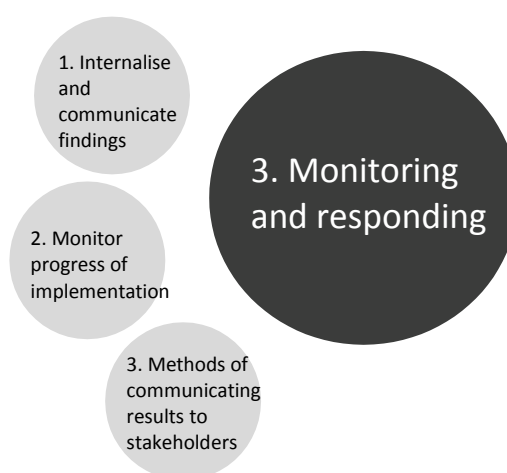 1. Internalise
and
communicate
findings
3. Monitoring
and responding
2. Monitor
progress of
implementation
3. Methods of
communicating
results to
stakeholders